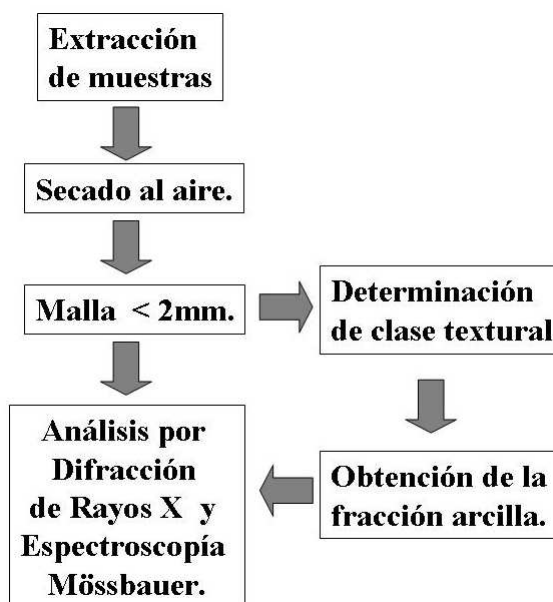 Extracción
de muestras
Secado al aire.
Malla < 2mm.
Determinación
de clase textural
Obtención de la
fracción arcilla.
Análisis por
Difracción
de Rayos X y
Espectroscopía
Mössbauer.